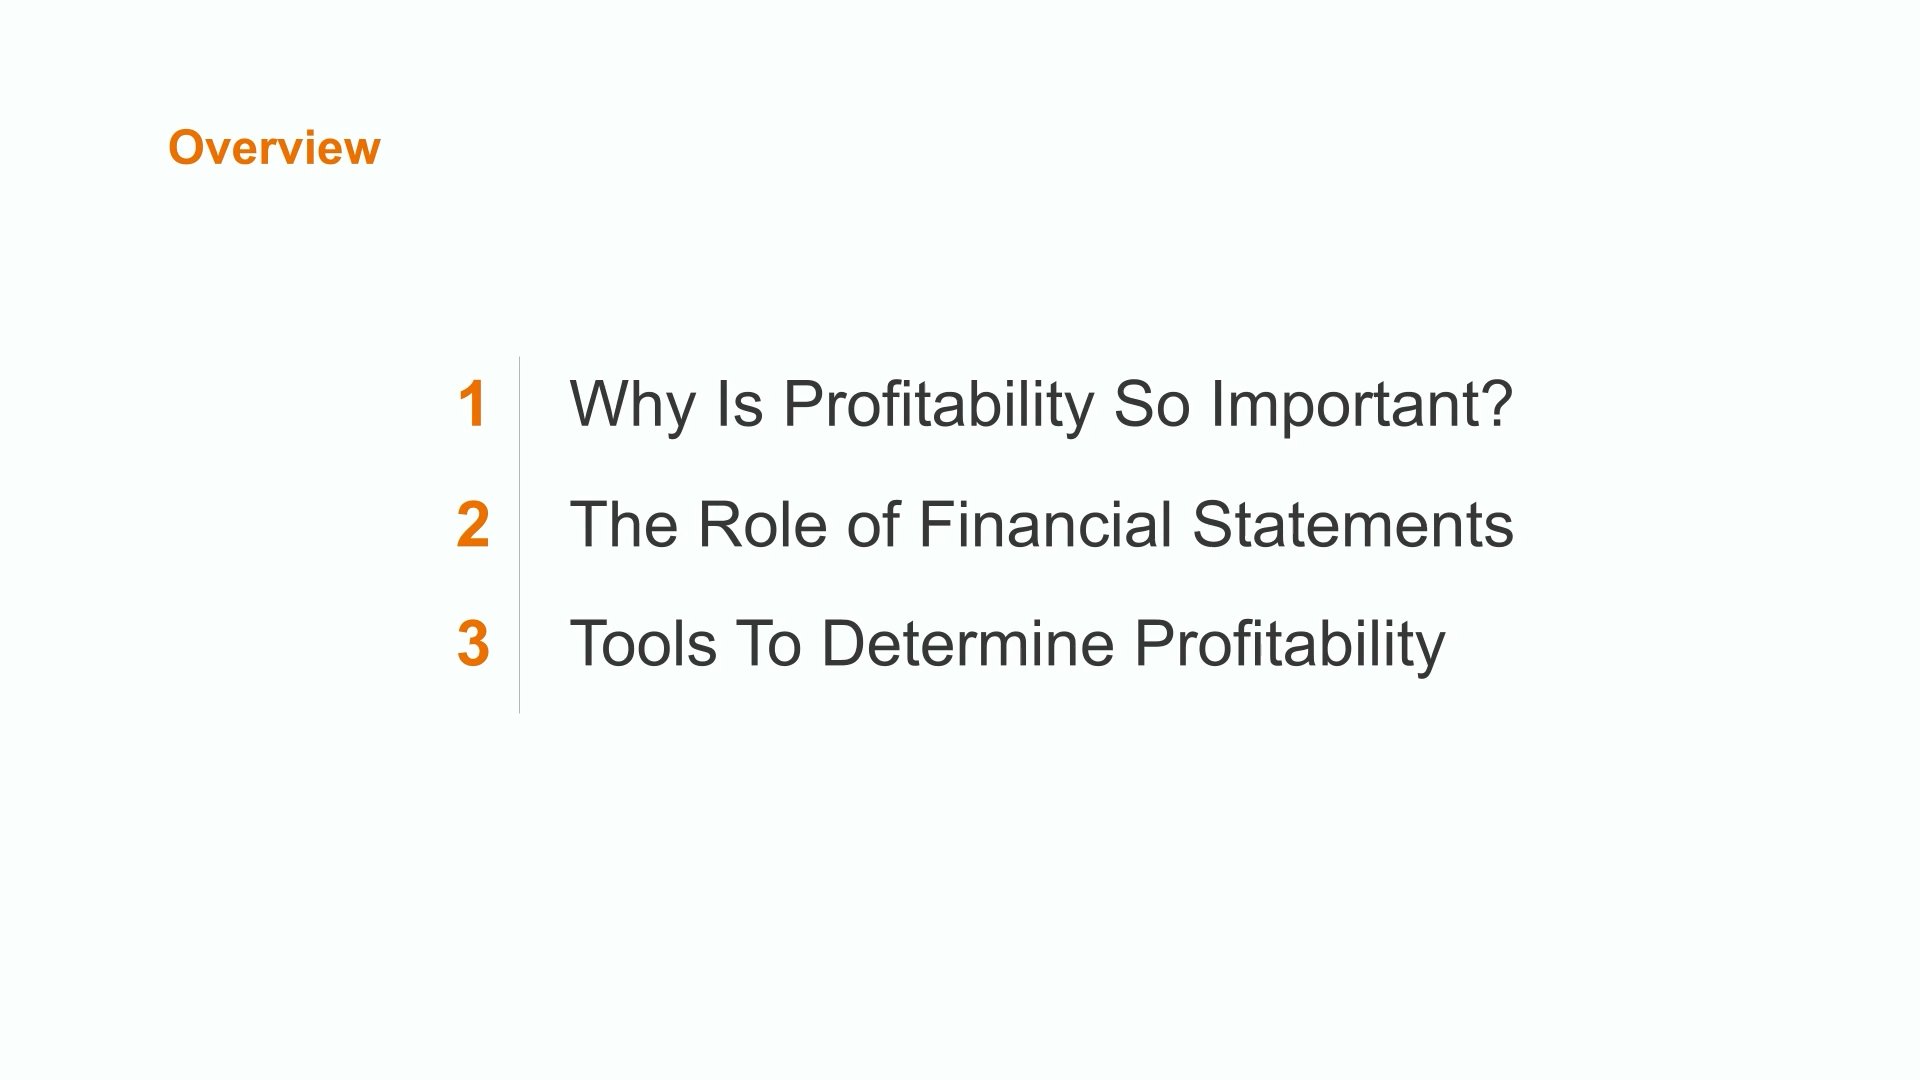 Overview
1 Why Is Profitability So Important?
2 The Role of Financial Statements
3 Tools To Determine Profitability